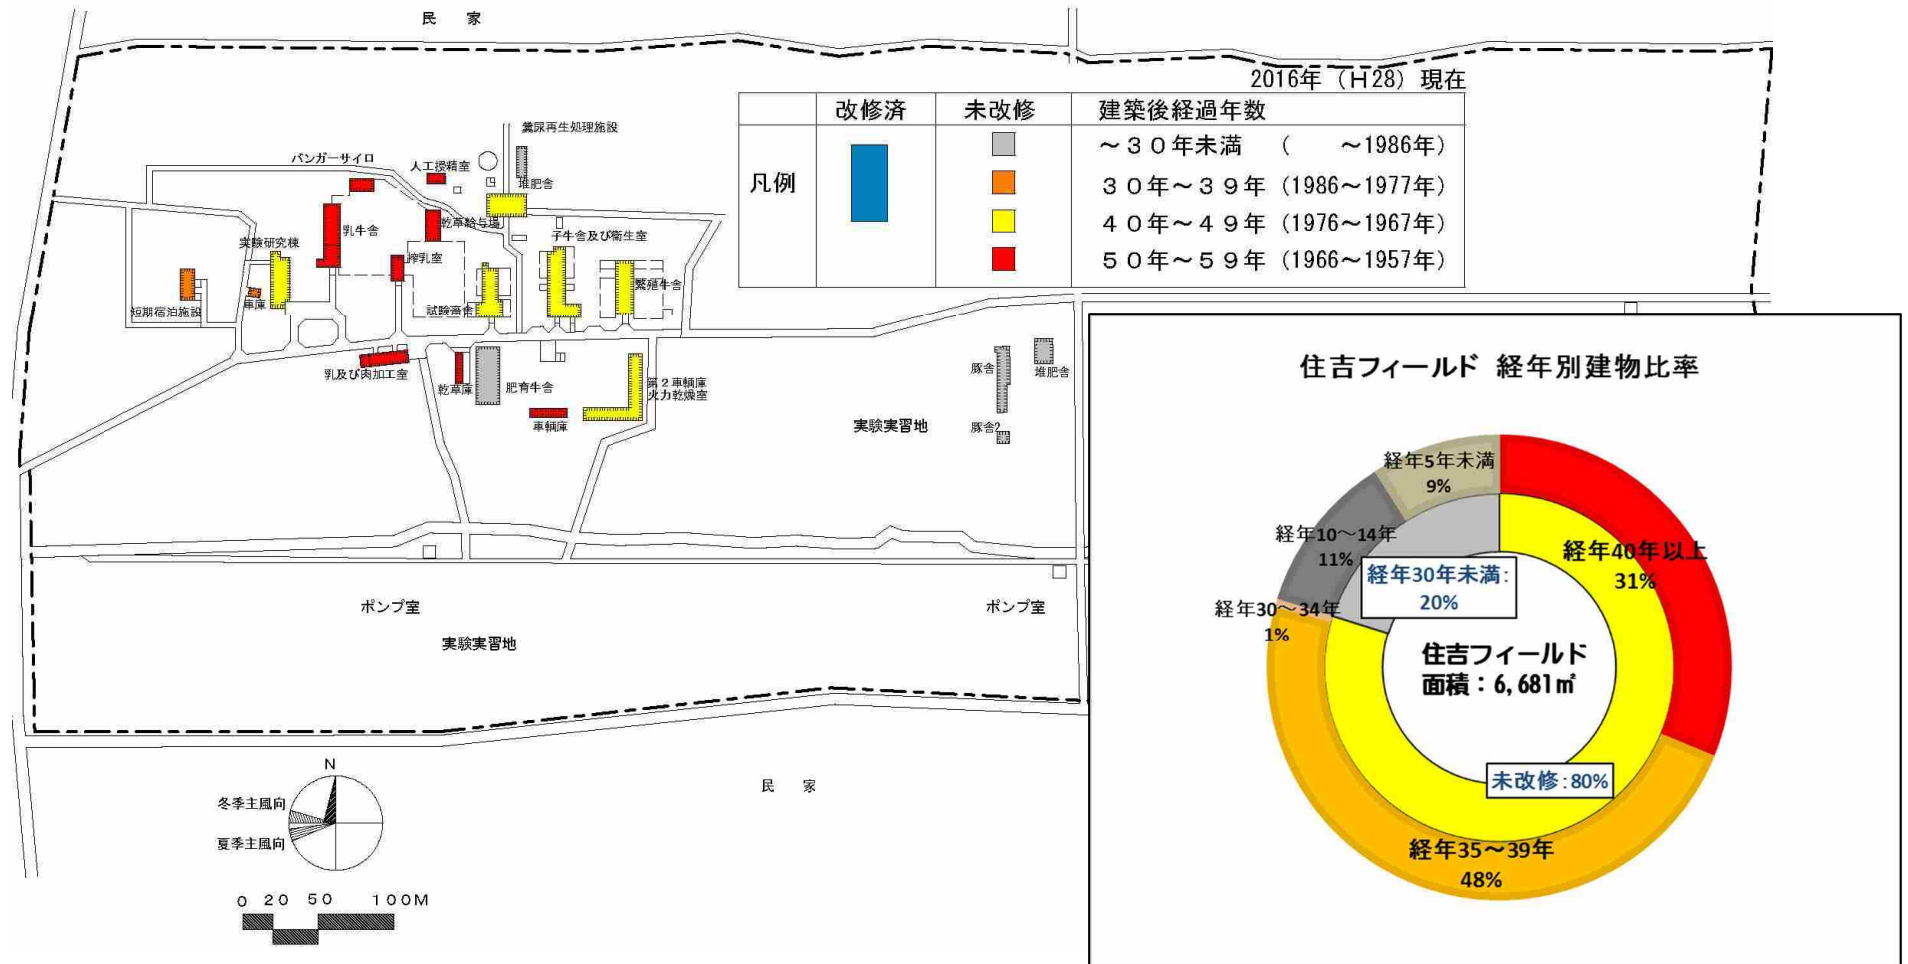 民 家
2016年（H28）現在
改修済 未改修 建築後経過年数
凡例
～３０年未満 （ ～1986年）
３０年～３９年（1986～1977年）
４０年～４９年（1976～1967年）
５０年～５９年（1966～1957年）
糞尿再生処理施設
バンガーサイロ
人工授精室
堆肥舎
乾草給与場
乳牛舎
子牛舎及び衛生室
実験研究棟
搾乳室
繁殖牛舎
車庫
短期宿泊施設
試験畜舎
乳及び肉加工室
乾草庫
肥育牛舎
第２車輌庫
火力乾燥室
車輌庫
豚舎
堆肥舎
豚舎2
実験実習地
ポンプ室
ポンプ室
実験実習地
民 家
N
冬季主風向
夏季主風向
0 20 50 100M
住吉フィールド 経年別建物比率
経年5年未満
9%
経年10～14年
11%
経年30年未満:
20%
経年40年以上
31%
経年30～34年
1%
住吉フィールド
面積：6,681㎡
未改修:80%
経年35～39年
48%